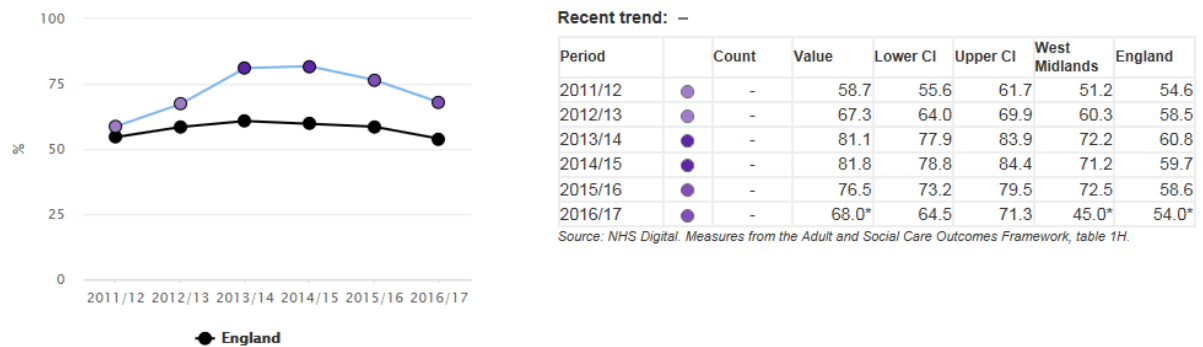 100
75
50
25
0
%
2011/12 2012/13 2013/14 2014/15 2015/16 2016/17
England
Recent trend: –
Period Count Value Lower CI Upper CI West Midlands England
2011/12 - 58.7 55.6 61.7 51.2 54.6
2012/13 - 67.3 64.0 69.9 60.3 58.5
2013/14 - 81.1 77.9 83.9 72.2 60.8
2014/15 - 81.8 78.8 84.4 71.2 59.7
2015/16 - 76.5 73.2 79.5 72.5 58.6
2016/17 - 68.0* 64.5 71.3 45.0* 54.0*
Source: NHS Digital. Measures from the Adult and Social Care Outcomes Framework, table 1H.